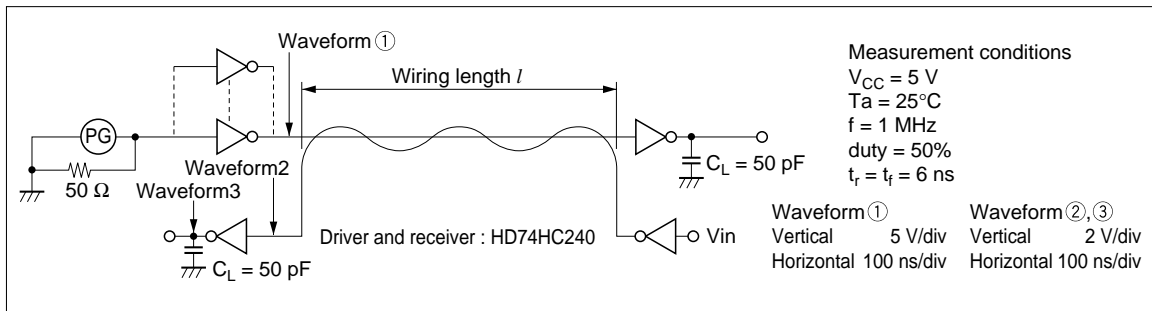 Waveform ①
Wiring length l
PG
50 Ω
Waveform2
Waveform3
C_L = 50 pF
Driver and receiver : HD74HC240
Vin
C_L = 50 pF
Measurement conditions
V_CC = 5 V
Ta = 25°C
f = 1 MHz
duty = 50%
t_r = t_f = 6 ns
Waveform ①
Vertical 5 V/div
Horizontal 100 ns/div
Waveform ②,③
Vertical 2 V/div
Horizontal 100 ns/div